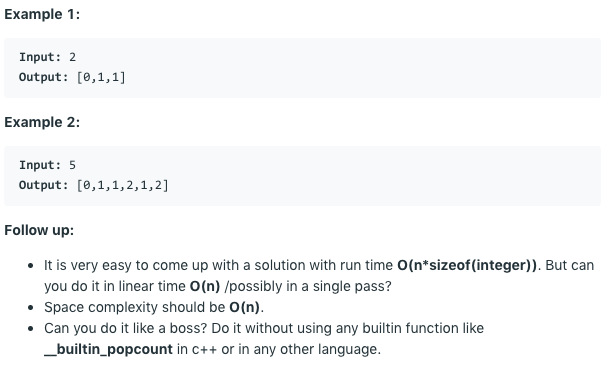 Example 1:
Input: 2
Output: [0,1,1]
Example 2:
Input: 5
Output: [0,1,1,2,1,2]
Follow up:
• It is very easy to come up with a solution with run time O(n*sizeof(integer)). But can
you do it in linear time O(n) /possibly in a single pass?
• Space complexity should be O(n).
• Can you do it like a boss? Do it without using any builtin function like
__builtin_popcount in c++ or in any other language.